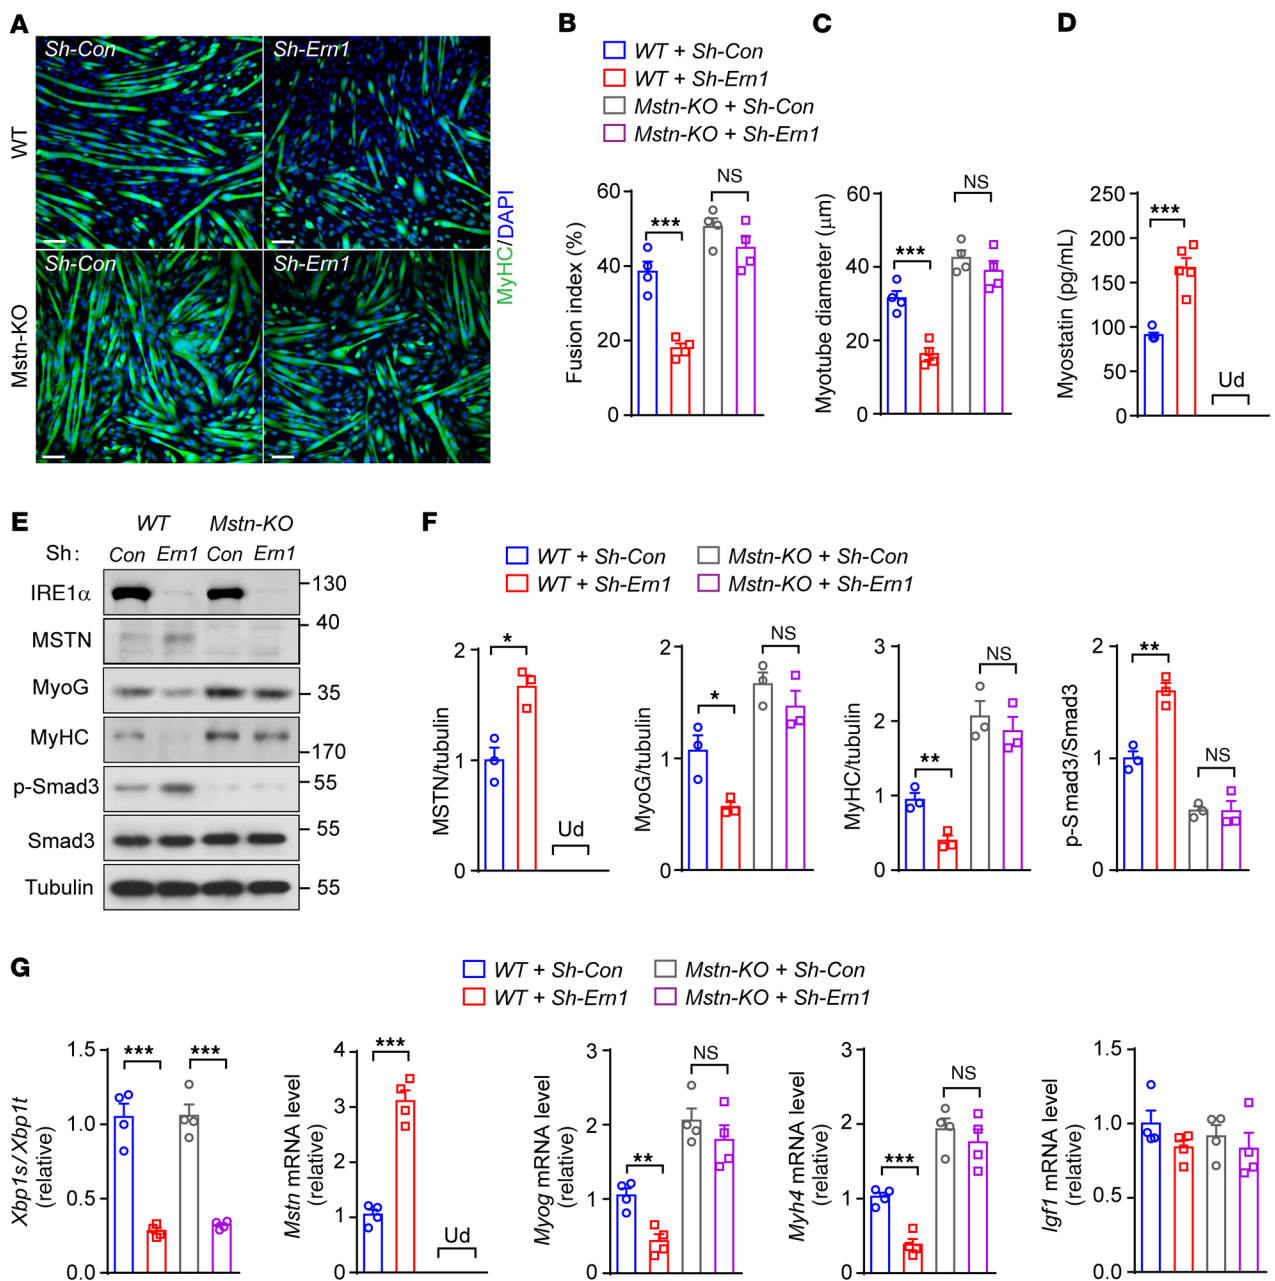 A
Sh-Con
Sh-Ern1
WT
Sh-Con
Sh-Ern1
Mstn-KO
MyHC/DAPI
B
C
D
WT + Sh-Con
WT + Sh-Ern1
Mstn-KO + Sh-Con
Mstn-KO + Sh-Ern1
Fusion index (%)
60
40
20
0
***
NS
Myotube diameter (μm)
60
40
20
0
***
NS
Myostatin (pg/mL)
250
200
150
100
50
0
***
Ud
E
WT Mstn-KO
Sh: Con Ern1 Con Ern1
IRE1α 130
40
MSTN
MyoG 35
MyHC
170
p-Smad3 55
55
Smad3
Tubulin 55
F
WT + Sh-Con Mstn-KO + Sh-Con
WT + Sh-Ern1 Mstn-KO + Sh-Ern1
MSTN/tubulin
2
1
0
*
Ud
MyoG/tubulin
2
1
0
*
NS
MyHC/tubulin
3
2
1
0
**
NS
p-Smad3/Smad3
2
1
0
**
NS
G
WT + Sh-Con Mstn-KO + Sh-Con
WT + Sh-Ern1 Mstn-KO + Sh-Ern1
Xbp1s/Xbp1t
(relative)
1.5
1.0
0.5
0.0
***
***
Mstn mRNA level
(relative)
4
3
2
1
0
***
Ud
Myog mRNA level
(relative)
3
2
1
0
**
NS
Myh4 mRNA level
(relative)
3
2
1
0
***
NS
Igf1 mRNA level
(relative)
1.5
1.0
0.5
0.0